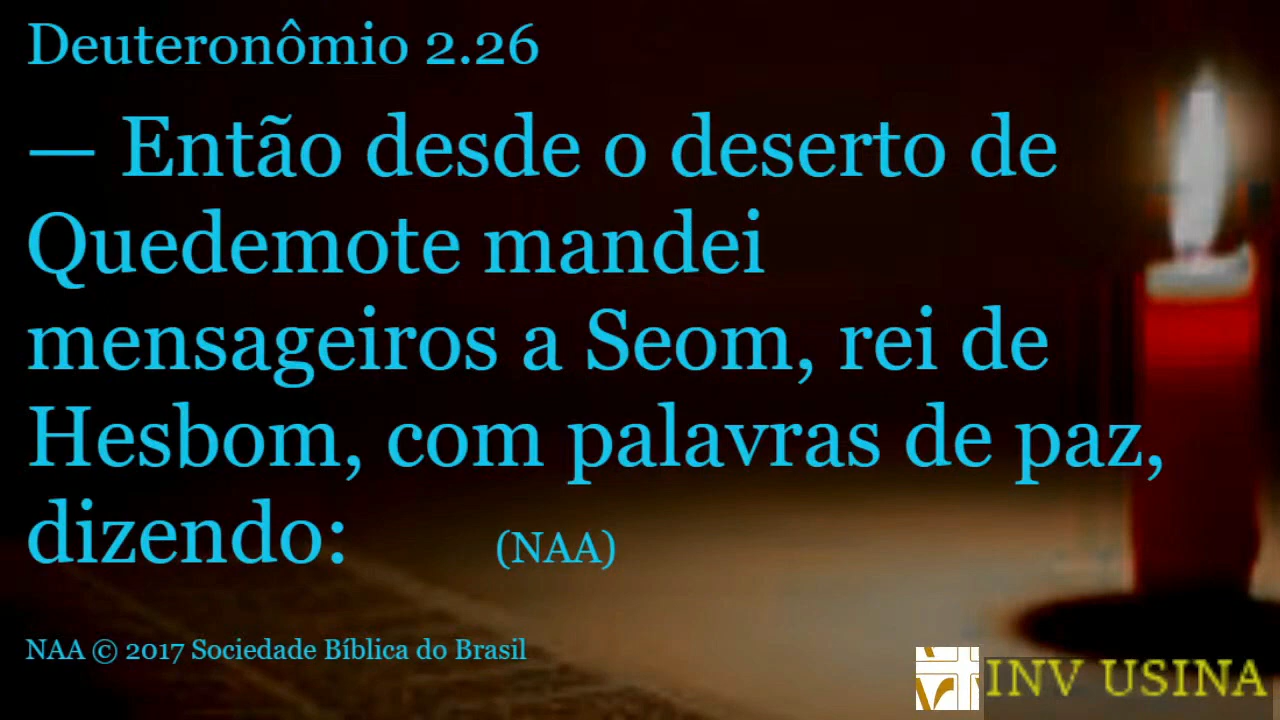 Deuteronômio 2.26
— Então desde o deserto de
Quedemote mandei
mensageiros a Seom, rei de
Hesbom, com palavras de paz,
dizendo: (NAA)
NAA © 2017 Sociedade Bíblica do Brasil
INV USINA